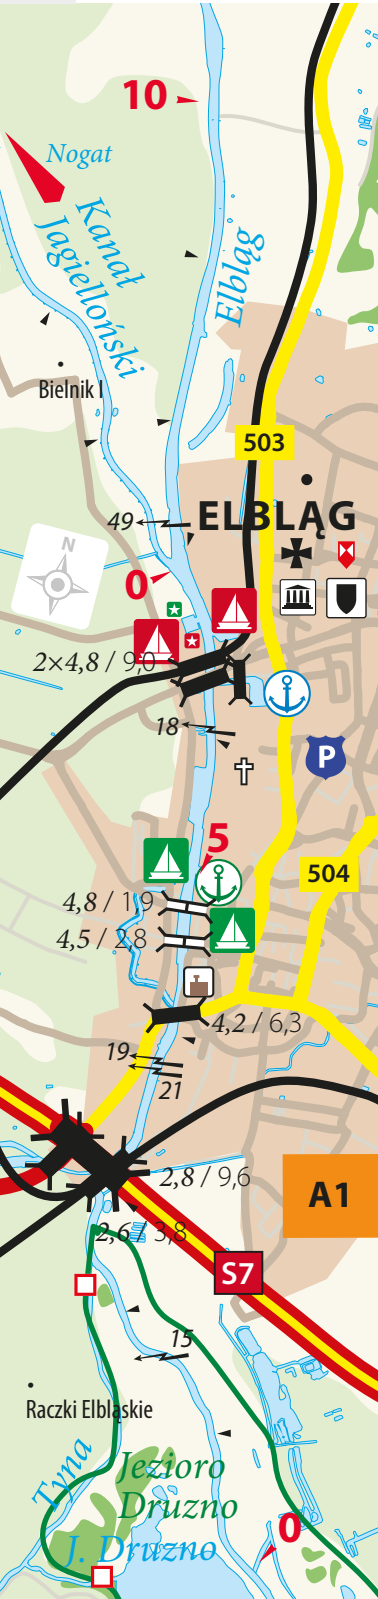 10
Nogat
Kanał
Jagielloński
Elbląg
Bielnik I
503
49
ELBLĄG
N
0
2×4,8 / 9,0
18
P
5
504
4,8 / 1,9
4,5 / 2,8
4,2 / 6,3
19
21
2,8 / 9,6
A1
2,6 / 3,8
S7
15
Raczki Elbląskie
Tyna
Jezioro
Druzno
J. Druzno
0